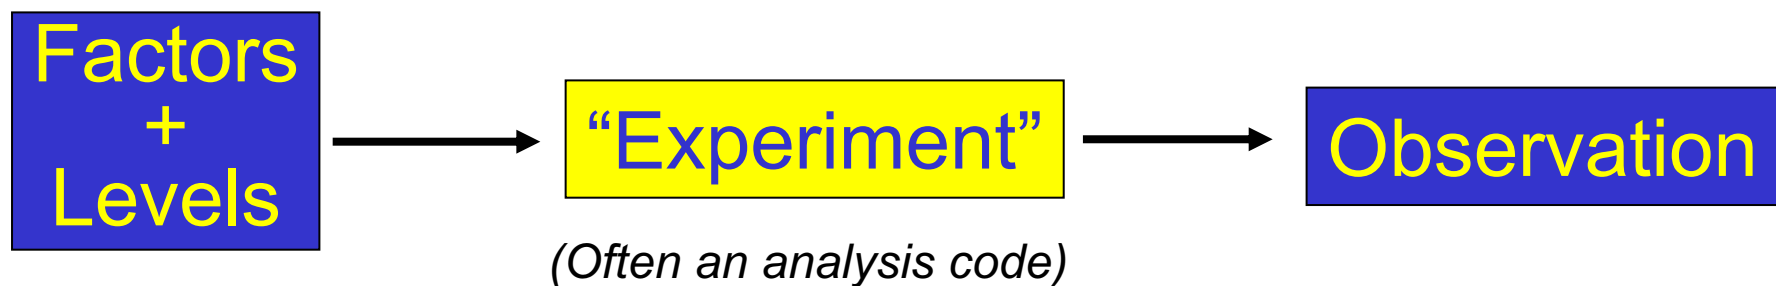 Factors
+
Levels
“Experiment”
(Often an analysis code)
Observation